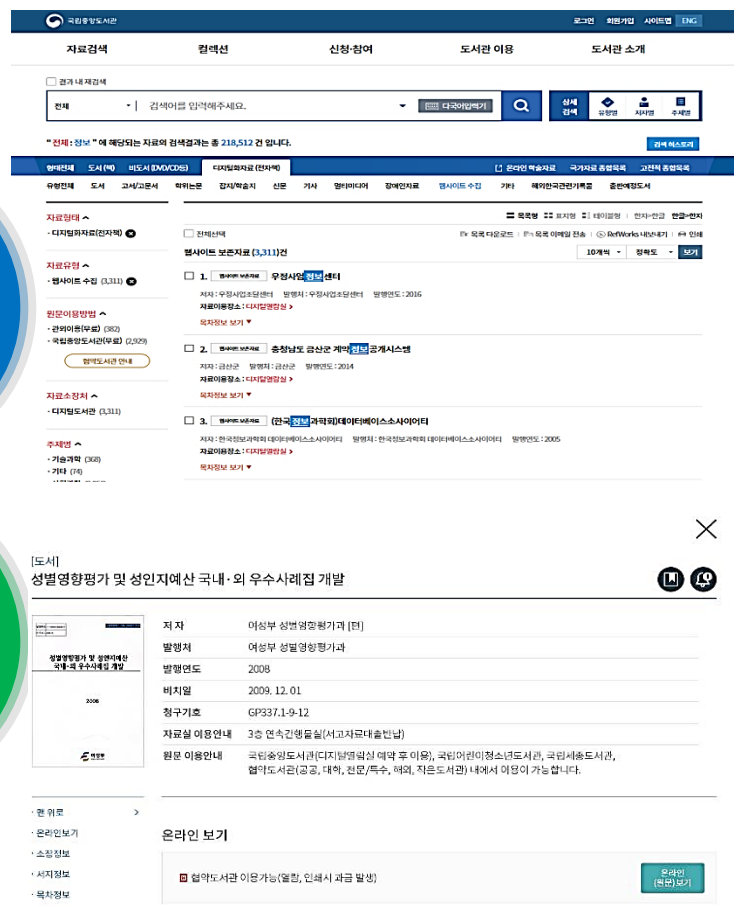 국립중앙도서관
로그인 회원가입 사이트맵 ENG
자료검색 컬렉션 신청·참여 도서관 이용 도서관 소개
결과 내 재검색
전체 검색어를 입력해주세요. 다국어입력기 상세검색 유형별 저자별 주제별
"전체 : 정보 " 에 해당되는 자료의 검색결과는 총 218,512 건 입니다.
검색 히스토리
현대전체 도서(책) 비도서(DVD/CD등) 디지털화자료(전자책) 온라인 학술자료 국가자료 종합목록 고전적 종합목록
유형전체 도서 고서/고문서 학위논문 잡지/학술지 신문 기사 멀티미디어 장애인자료 웹사이트 수집 기타 해외한국관련기록물 출판예정도서
목록형 표지형 테이블형 한자>한글 한글>한자
자료형태
· 디지털화자료(전자책)
전체선택
목록 다운로드 목록 이메일 전송 RefWorks 내보내기 인쇄
웹사이트 보존자료 (3,311)건
10개씩 정확도 보기
자료유형
· 웹사이트 수집 (3,311)
1. 웹사이트 보존자료 우정사업정보센터
저자 : 우정사업조달센터 발행처 : 우정사업조달센터 발행연도 : 2016
자료이용장소 : 디지털열람실 >
목차정보 보기 ▼
원문이용방법
· 관외이용(무료) (382)
· 국립중앙도서관(무료) (2,929)
협약도서관 안내
2. 웹사이트 보존자료 충청남도 금산군 계약정보공개시스템
저자 : 금산군 발행처 : 금산군 발행연도 : 2014
자료이용장소 : 디지털열람실 >
목차정보 보기 ▼
자료소장처
· 디지털도서관 (3,311)
3. 웹사이트 보존자료 (한국정보과학회)데이터베이스소사이어티
저자 : 한국정보과학회 데이터베이스소사이어티 발행처 : 한국정보과학회 데이터베이스소사이어티 발행연도 : 2005
자료이용장소 : 디지털열람실 >
목차정보 보기 ▼
주제명
· 기술과학 (368)
· 기타 (74)
[도서]
성별영향평가 및 성인지예산 국내·외 우수사례집 개발
성별영향평가 및 성인지예산
국내·외 우수사례집 개발
2008
여성부
저 자 여성부 성별영향평가과 [편]
발행처 여성부 성별영향평가과
발행연도 2008
비치일 2009. 12. 01
청구기호 GP337.1-9-12
자료실 이용안내 3층 연속간행물실(서고자료대출반납)
원문 이용안내 국립중앙도서관(디지털열람실 예약 후 이용), 국립어린이청소년도서관, 국립세종도서관,
협약도서관(공공, 대학, 전문/특수, 해외, 작은도서관) 내에서 이용이 가능합니다.
· 맨 위로 >
· 온라인보기
· 소장정보
· 서지정보
· 목차정보
온라인 보기
협약도서관 이용가능(열람, 인쇄시 과금 발생)
온라인
(원문)보기